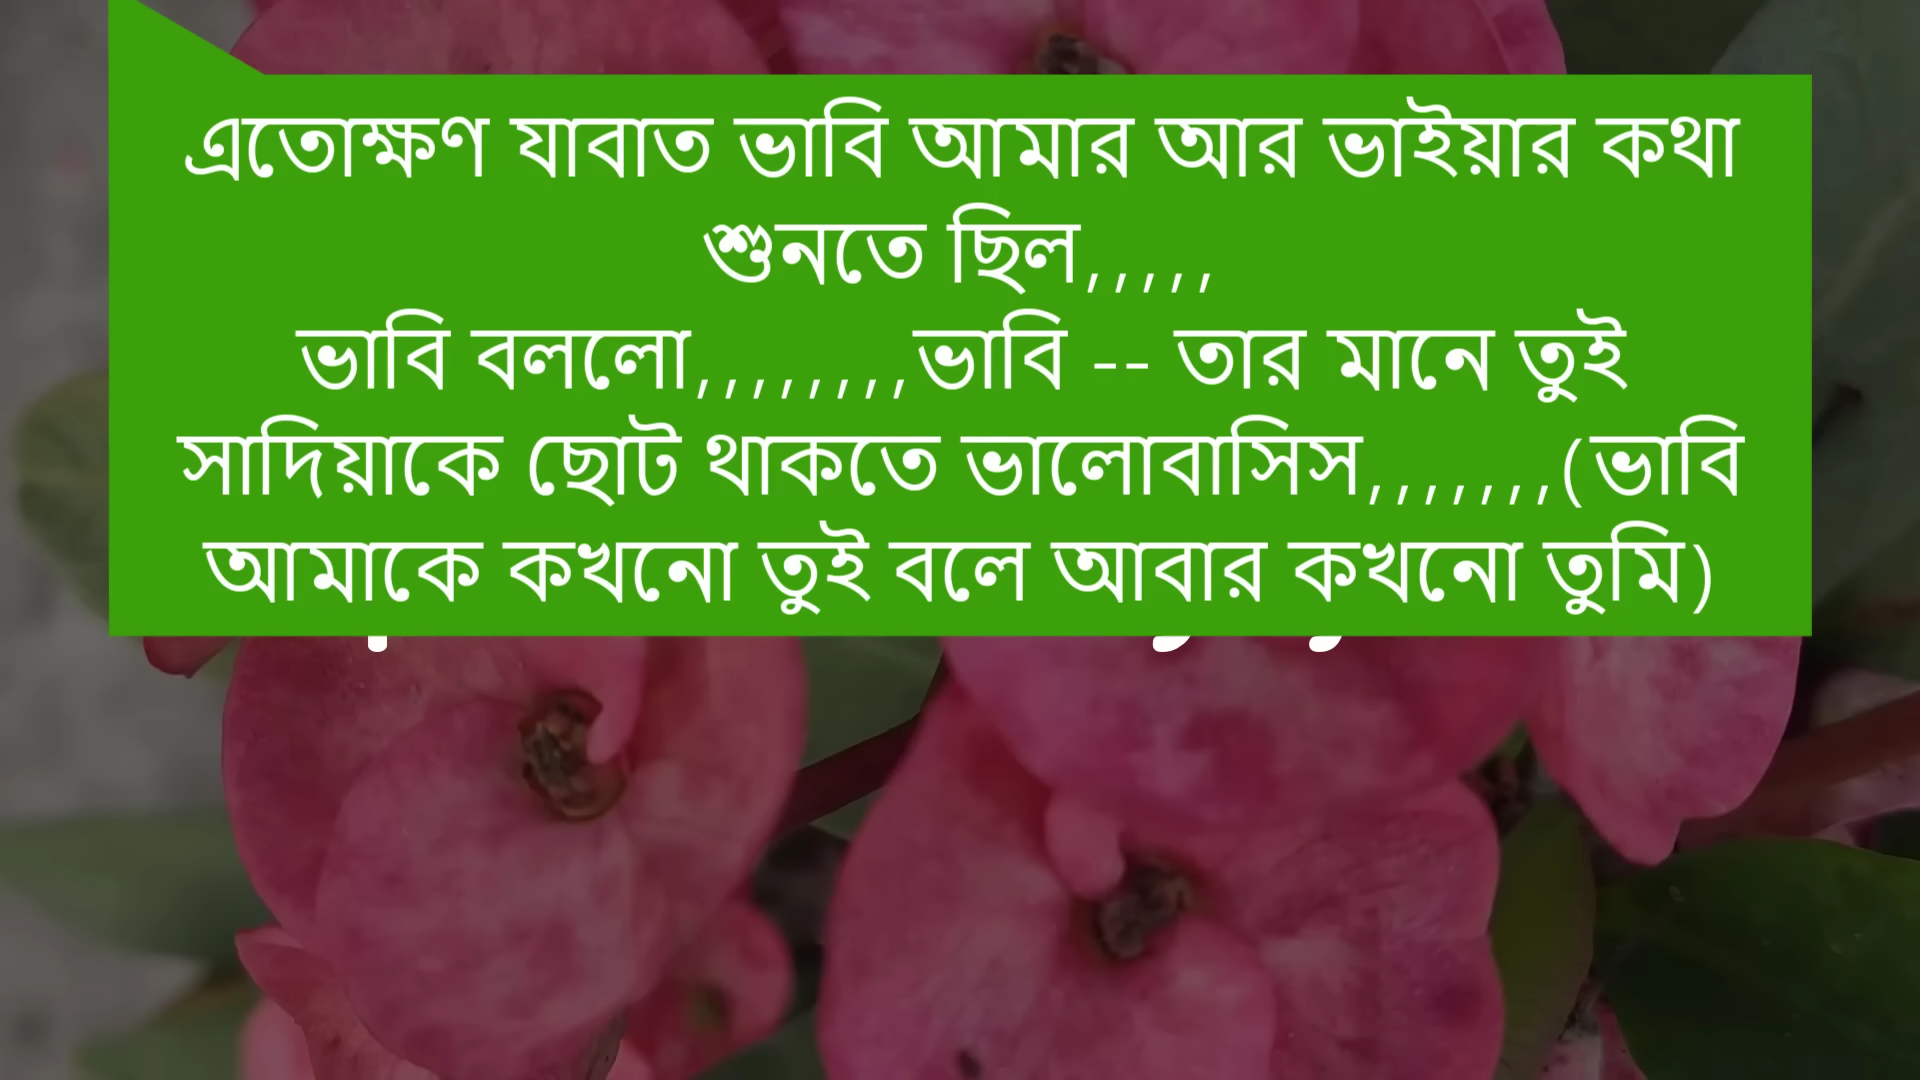 এতোক্ষণ যাবাত ভাবি আমার আর ভাইয়ার কথা
শুনতে ছিল,,,,,
ভাবি বললো,,,,,,,,ভাবি -- তার মানে তুই
সাদিয়াকে ছোট থাকতে ভালোবাসিস,,,,,,,(ভাবি
আমাকে কখনো তুই বলে আবার কখনো তুমি)